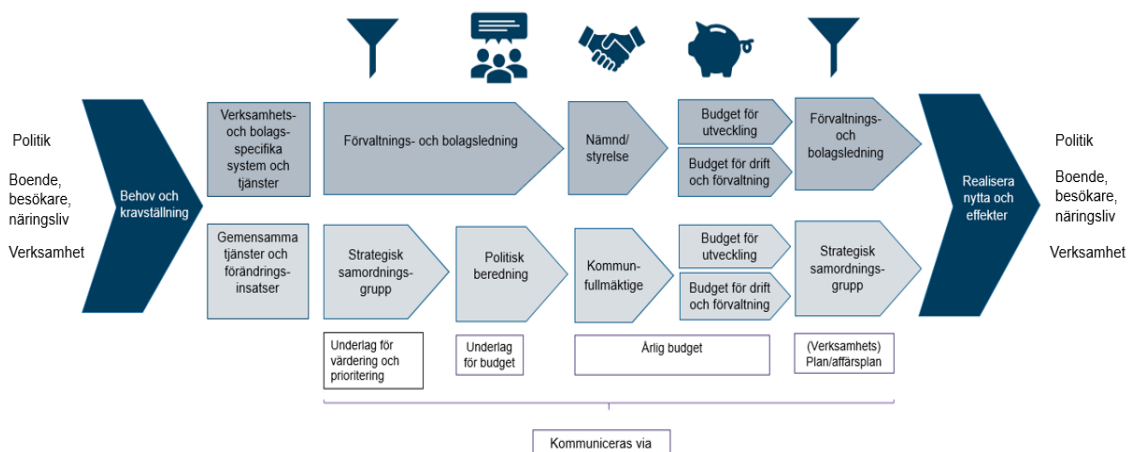 Politik
Boende,
besökare,
näringsliv
Verksamhet
Behov och
kravställning
Verksamhets-
och bolags-
specifika
system och
tjänster
Förvaltnings- och bolagsledning
Nämnd/
styrelse
Budget för
utveckling
Budget för drift
och förvaltning
Förvaltnings-
och
bolagsledning
Gemensamma
tjänster och
förändrings-
insatser
Strategisk
samordnings-
grupp
Politisk
beredning
Kommun-
fullmäktige
Budget för
utveckling
Budget för drift
och förvaltning
Strategisk
samordnings-
grupp
Realisera
nytta och
effekter
Politik
Boende,
besökare,
näringsliv
Verksamhet
Underlag för
värdering och
prioritering
Underlag
för budget
Årlig budget
(Verksamhets)
Plan/affärsplan
Kommuniceras via